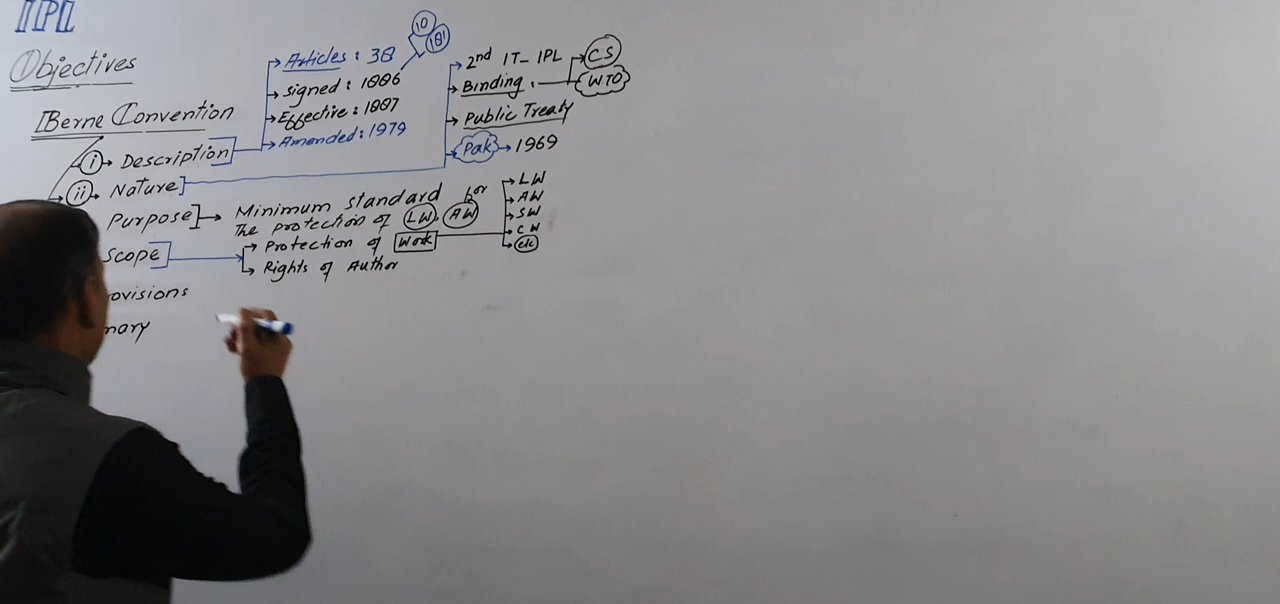 IPL
Objectives
Berne Convention
i → Description
Articles : 38
10
181
signed : 1886
Effective : 1887
Amended : 1979
ii → Nature
2nd IT- IPL
Binding .
CS
WTO
Public Treaty
Pak → 1969
Purpose → Minimum standard for
The protection of LW, AW
Scope
Protection of Work
LW
AW
SW
CW
etc
Rights of Author
ovisions
mary